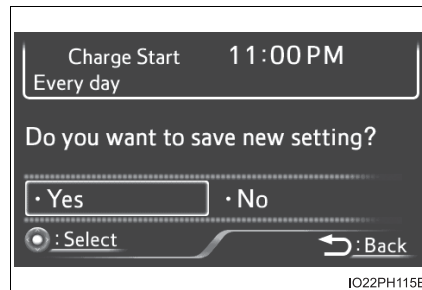 Charge Start 11:00 PM
Every day
Do you want to save new setting?
・Yes ・No
: Select : Back
IO22PH115E